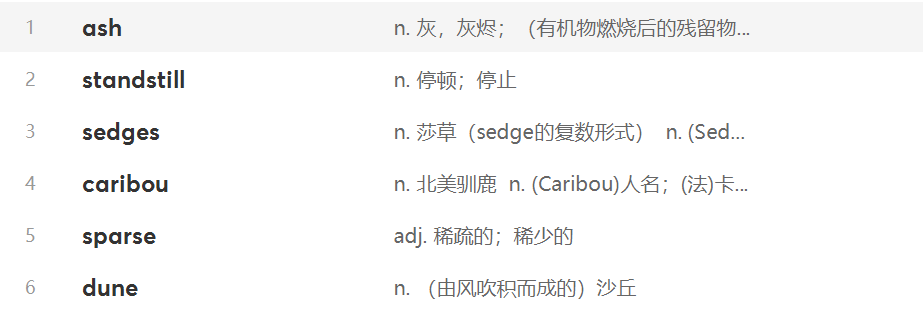 1 ash n. 灰，灰烬；（有机物燃烧后的残留物...
2 standstill n. 停顿；停止
3 sedges n. 莎草（sedge的复数形式） n. (Sed...
4 caribou n. 北美驯鹿 n. (Caribou)人名；(法)卡...
5 sparse adj. 稀疏的；稀少的
6 dune n. （由风吹积而成的）沙丘